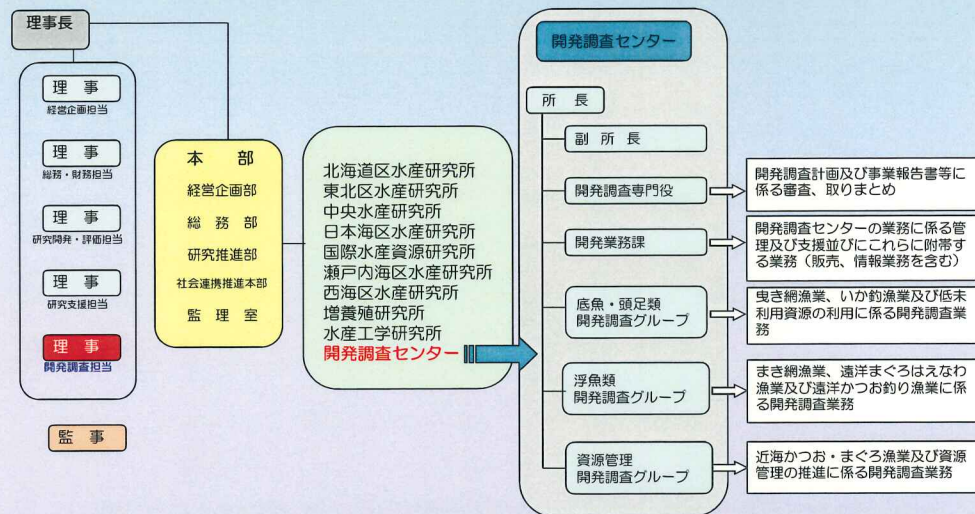 理事長
理 事
経営企画担当
理 事
総務・財務担当
理 事
研究開発・評価担当
理 事
研究支援担当
理 事
開発調査担当
監 事
本 部
経営企画部
総 務 部
研究推進部
社会連携推進本部
監 理 室
北海道区水産研究所
東北区水産研究所
中央水産研究所
日本海区水産研究所
国際水産資源研究所
瀬戸内海区水産研究所
西海区水産研究所
増養殖研究所
水産工学研究所
開発調査センター
開発調査センター
所 長
副 所 長
開発調査専門役
開発調査計画及び事業報告書等に
係る審査、取りまとめ
開発業務課
開発調査センターの業務に係る管
理及び支援並びにこれらに附帯す
る業務（販売、情報業務を含む）
底魚・頭足類
開発調査グループ
曳き網漁業、いか釣漁業及び低未
利用資源の利用に係る開発調査業
務
浮魚類
開発調査グループ
まき網漁業、遠洋まぐろはえなわ
漁業及び遠洋かつお釣り漁業に係
る開発調査業務
資源管理
開発調査グループ
近海かつお・まぐろ漁業及び資源
管理の推進に係る開発調査業務